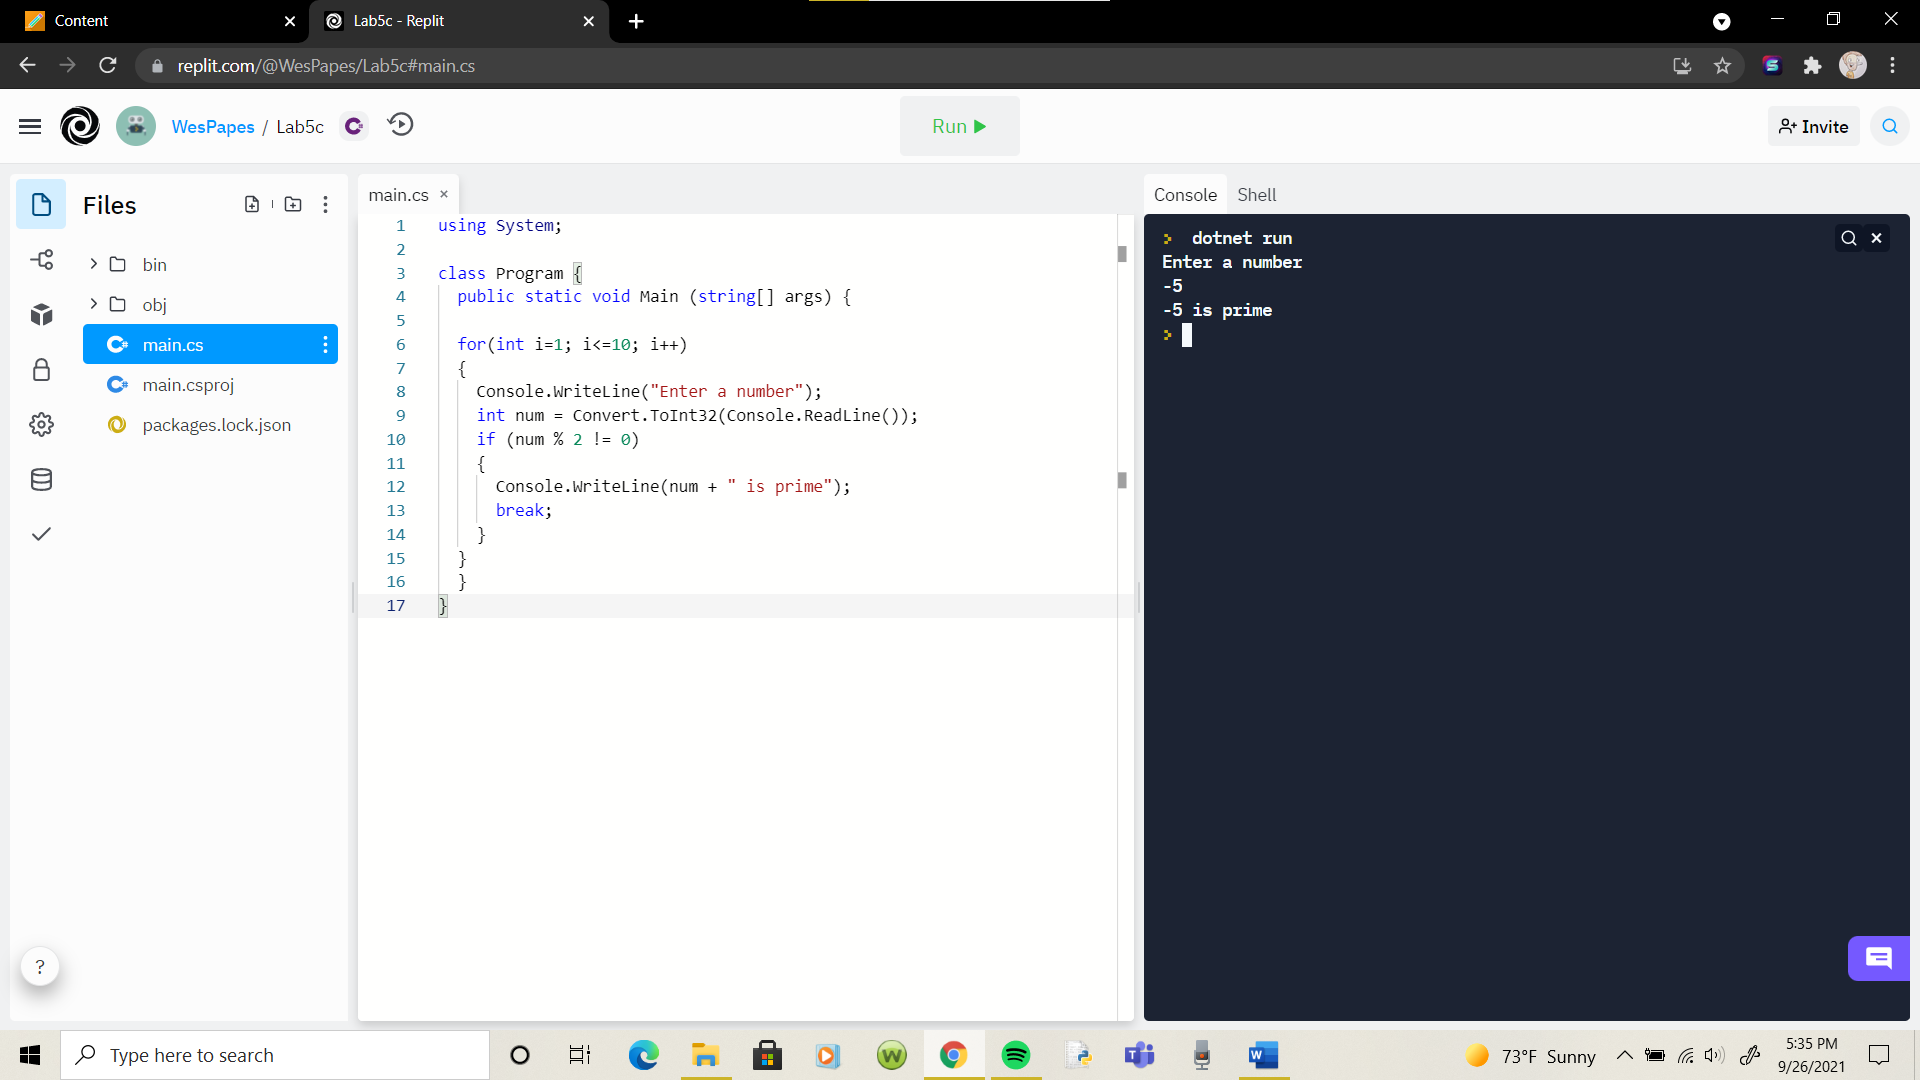 Content
Lab5c - Replit
replit.com/@WesPapes/Lab5c#main.cs
WesPapes / Lab5c
Run
Invite
Files
bin
obj
main.cs
main.csproj
packages.lock.json
main.cs
1 using System;
2
3 class Program {
4 public static void Main (string[] args) {
5
6 for(int i=1; i<=10; i++)
7 {
8 Console.WriteLine("Enter a number");
9 int num = Convert.ToInt32(Console.ReadLine());
10 if (num % 2 != 0)
11 {
12 Console.WriteLine(num + " is prime");
13 break;
14 }
15 }
16 }
17 }
Console Shell
> dotnet run
Enter a number
-5
-5 is prime
>
?
Type here to search
73°F Sunny
5:35 PM
9/26/2021